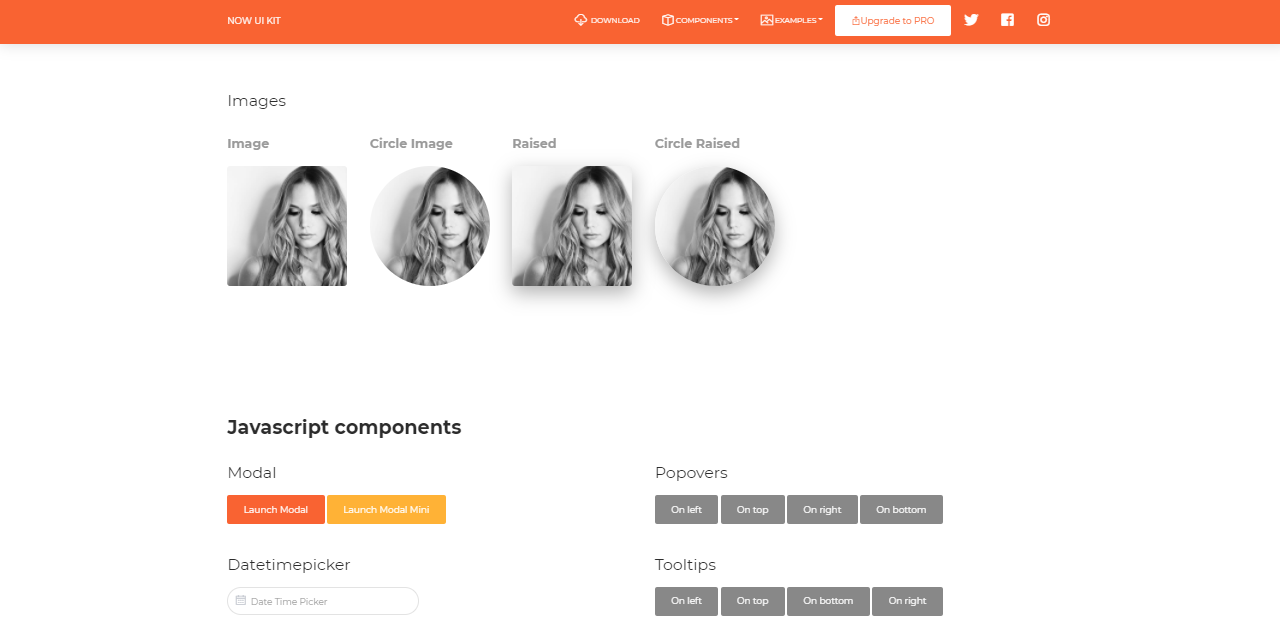 NOW UI KIT
DOWNLOAD
COMPONENTS
EXAMPLES
Upgrade to PRO
Images
Image
Circle Image
Raised
Circle Raised
Javascript components
Modal
Launch Modal
Launch Modal Mini
Popovers
On left
On top
On right
On bottom
Datetimepicker
Date Time Picker
Tooltips
On left
On top
On bottom
On right